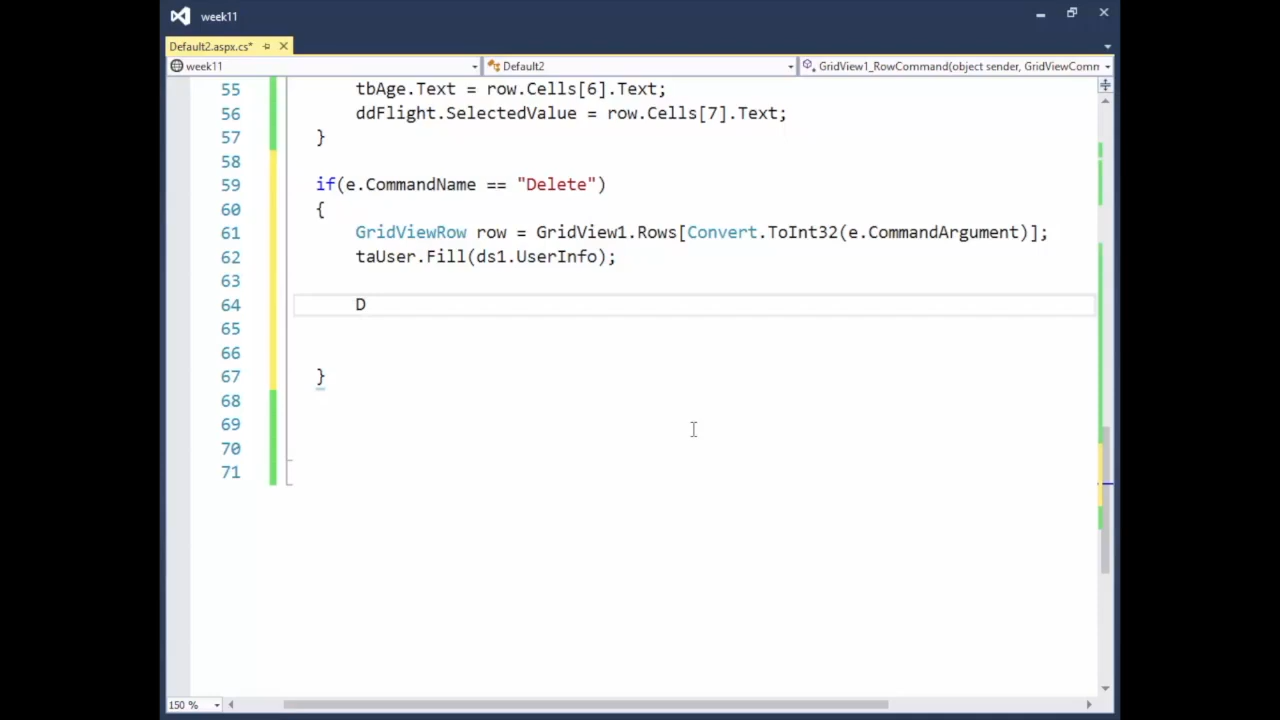 week11
Default2.aspx.cs*
week11 Default2 GridView1_RowCommand(object sender, GridViewComm
55 tbAge.Text = row.Cells[6].Text;
56 ddFlight.SelectedValue = row.Cells[7].Text;
57 }
58
59 if(e.CommandName == "Delete")
60 {
61 GridViewRow row = GridView1.Rows[Convert.ToInt32(e.CommandArgument)];
62 taUser.Fill(ds1.UserInfo);
63
64 D
65
66
67 }
68
69
70
71
150 %